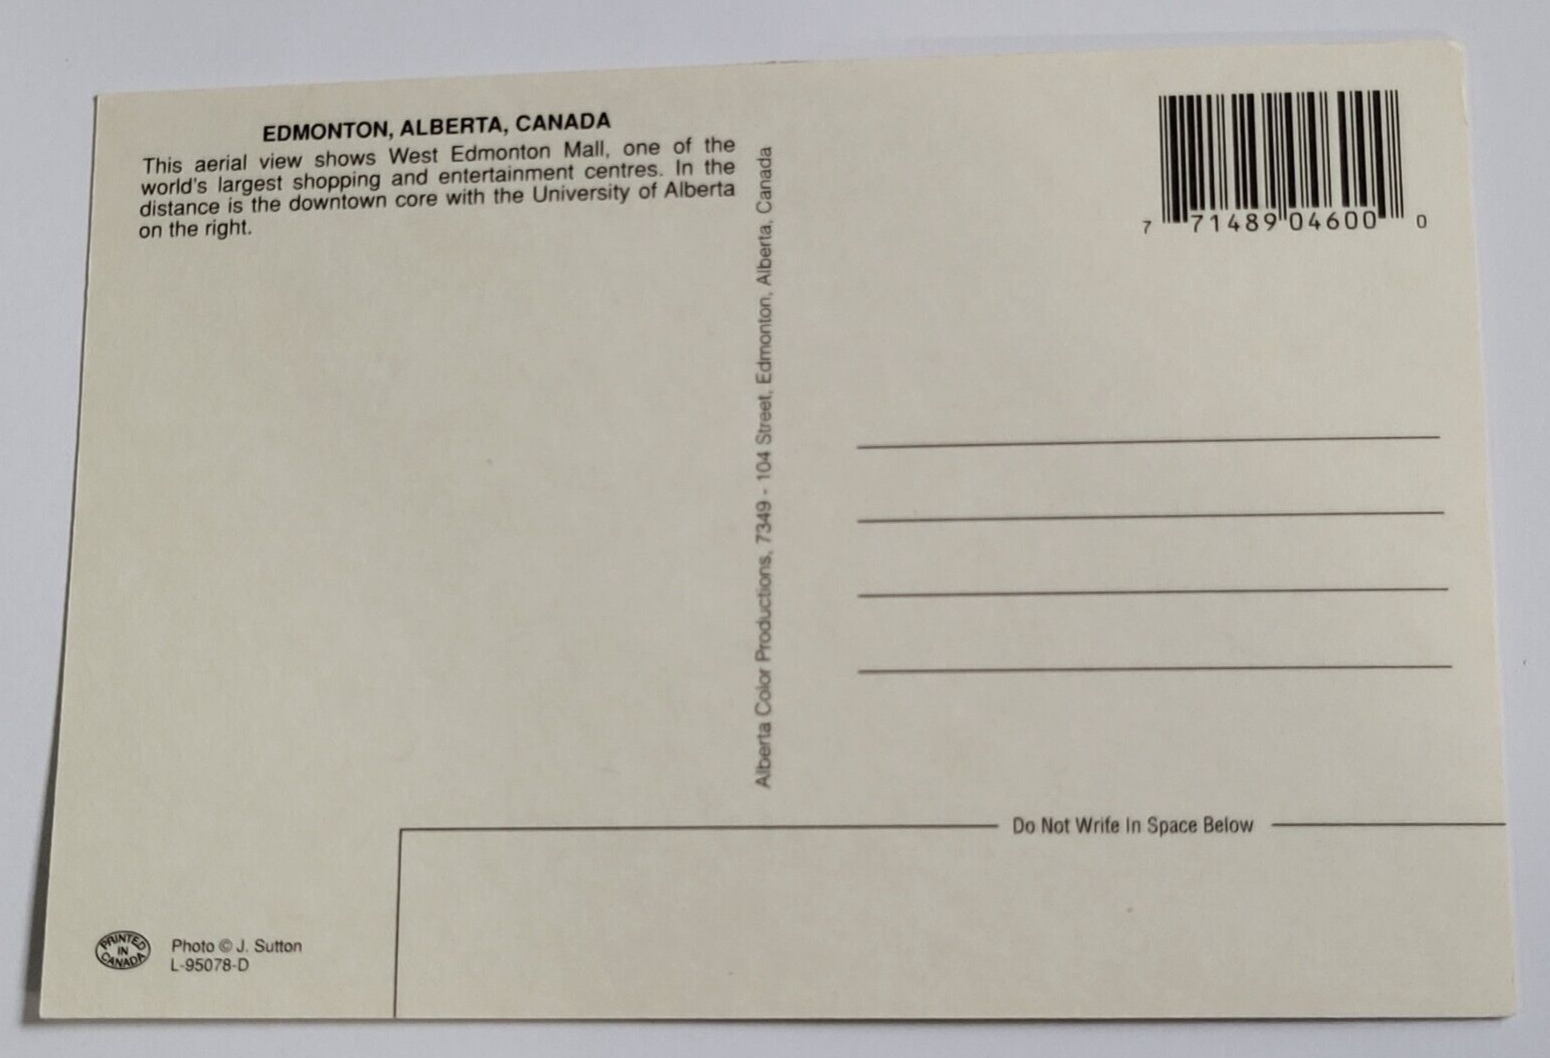 EDMONTON, ALBERTA, CANADA
This aerial view shows West Edmonton Mall, one of the
world's largest shopping and entertainment centres. In the
distance is the downtown core with the University of Alberta
on the right.
Alberta Color Productions, 7349 - 104 Street, Edmonton, Alberta, Canada
7 71489 04600 0
Do Not Write In Space Below
PRINTED
IN
CANADA
Photo © J. Sutton
L-95078-D